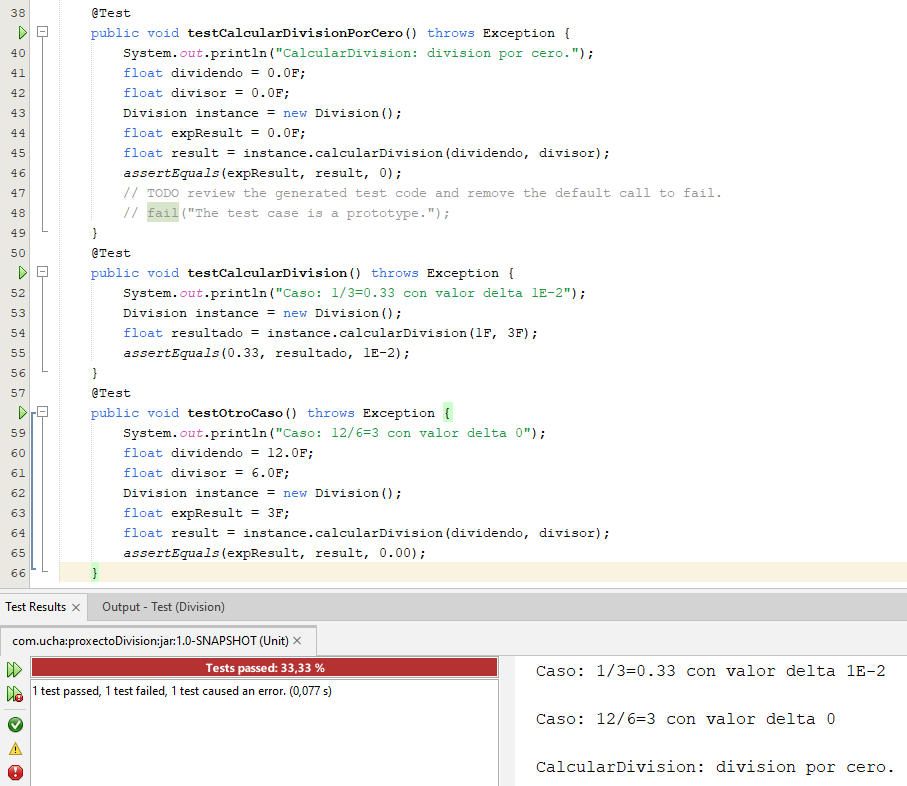 38 @Test
public void testCalcularDivisionPorCero() throws Exception {
40 System.out.println("CalcularDivision: division por cero.");
41 float dividendo = 0.0F;
42 float divisor = 0.0F;
43 Division instance = new Division();
44 float expResult = 0.0F;
45 float result = instance.calcularDivision(dividendo, divisor);
46 assertEquals(expResult, result, 0);
47 // TODO review the generated test code and remove the default call to fail.
48 // fail("The test case is a prototype.");
49 }
50 @Test
public void testCalcularDivision() throws Exception {
52 System.out.println("Caso: 1/3=0.33 con valor delta 1E-2");
53 Division instance = new Division();
54 float resultado = instance.calcularDivision(1F, 3F);
55 assertEquals(0.33, resultado, 1E-2);
56 }
57 @Test
public void testOtroCaso() throws Exception {
59 System.out.println("Caso: 12/6=3 con valor delta 0");
60 float dividendo = 12.0F;
61 float divisor = 6.0F;
62 Division instance = new Division();
63 float expResult = 3F;
64 float result = instance.calcularDivision(dividendo, divisor);
65 assertEquals(expResult, result, 0.00);
66 }
Test Results Output - Test (Division)
com.ucha:proxectoDivision:jar:1.0-SNAPSHOT (Unit)
Tests passed: 33,33 %
1 test passed, 1 test failed, 1 test caused an error. (0,077 s)
Caso: 1/3=0.33 con valor delta 1E-2
Caso: 12/6=3 con valor delta 0
CalcularDivision: division por cero.